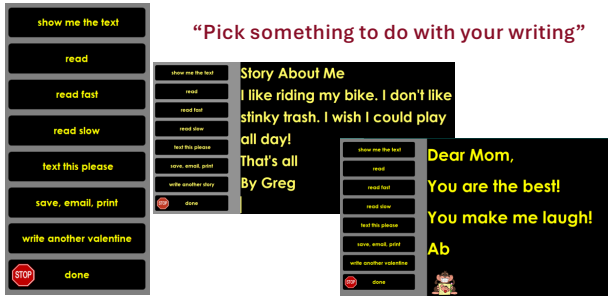 “Pick something to do with your writing”
show me the text
read
read fast
read slow
text this please
save, email, print
write another valentine
STOP
done
show me the text
read
read fast
read slow
text this please
save, email, print
write another story
STOP
done
Story About Me
I like riding my bike. I don't like
stinky trash. I wish I could play
all day!
That's all
By Greg
show me the text
read
read fast
read slow
text this please
save, email, print
write another valentine
STOP
done
Dear Mom,
You are the best!
You make me laugh!
Ab